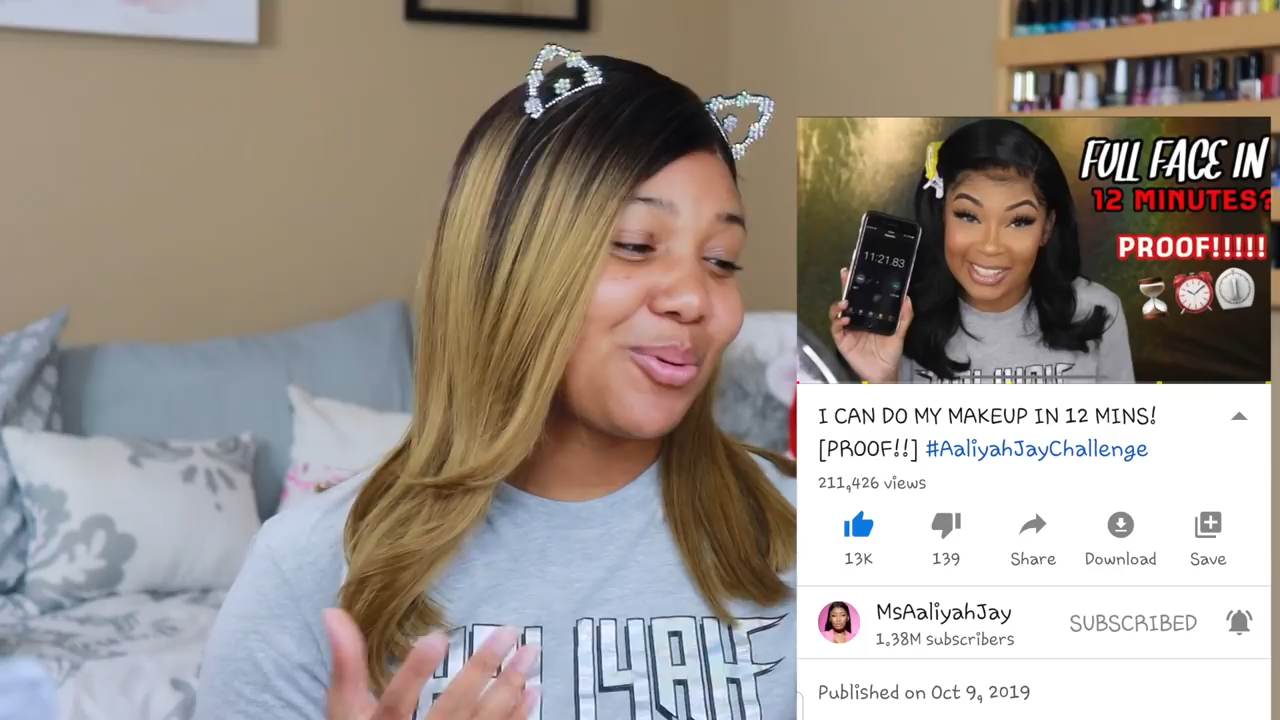 FULL FACE IN
12 MINUTES?
PROOF!!!!!
11:21.83
AALIYAH
I CAN DO MY MAKEUP IN 12 MINS!
[PROOF!!] #AaliyahJayChallenge
211,426 views
13K 139 Share Download Save
MsAaliyahJay SUBSCRIBED
1.38M subscribers
Published on Oct 9, 2019